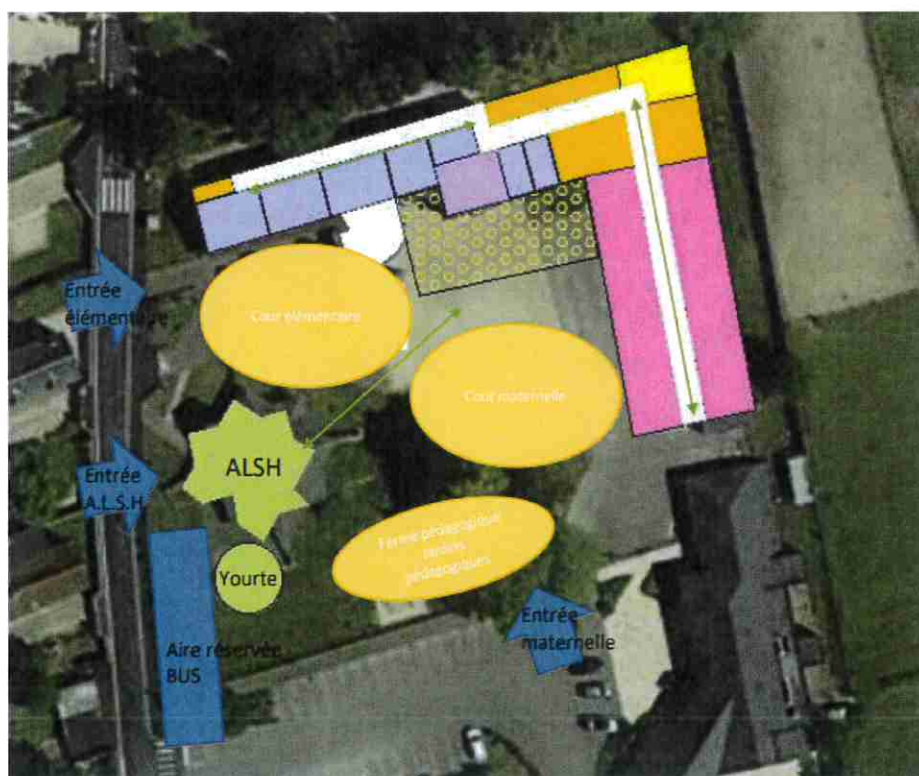 Entrée
élémentaire
Cour élémentaire
Cour maternelle
Entrée
A.L.S.H
ALSH
Yourte
Ferme pédagogique
jardins
pédagogiques
Entrée
maternelle
Aire réservée
BUS